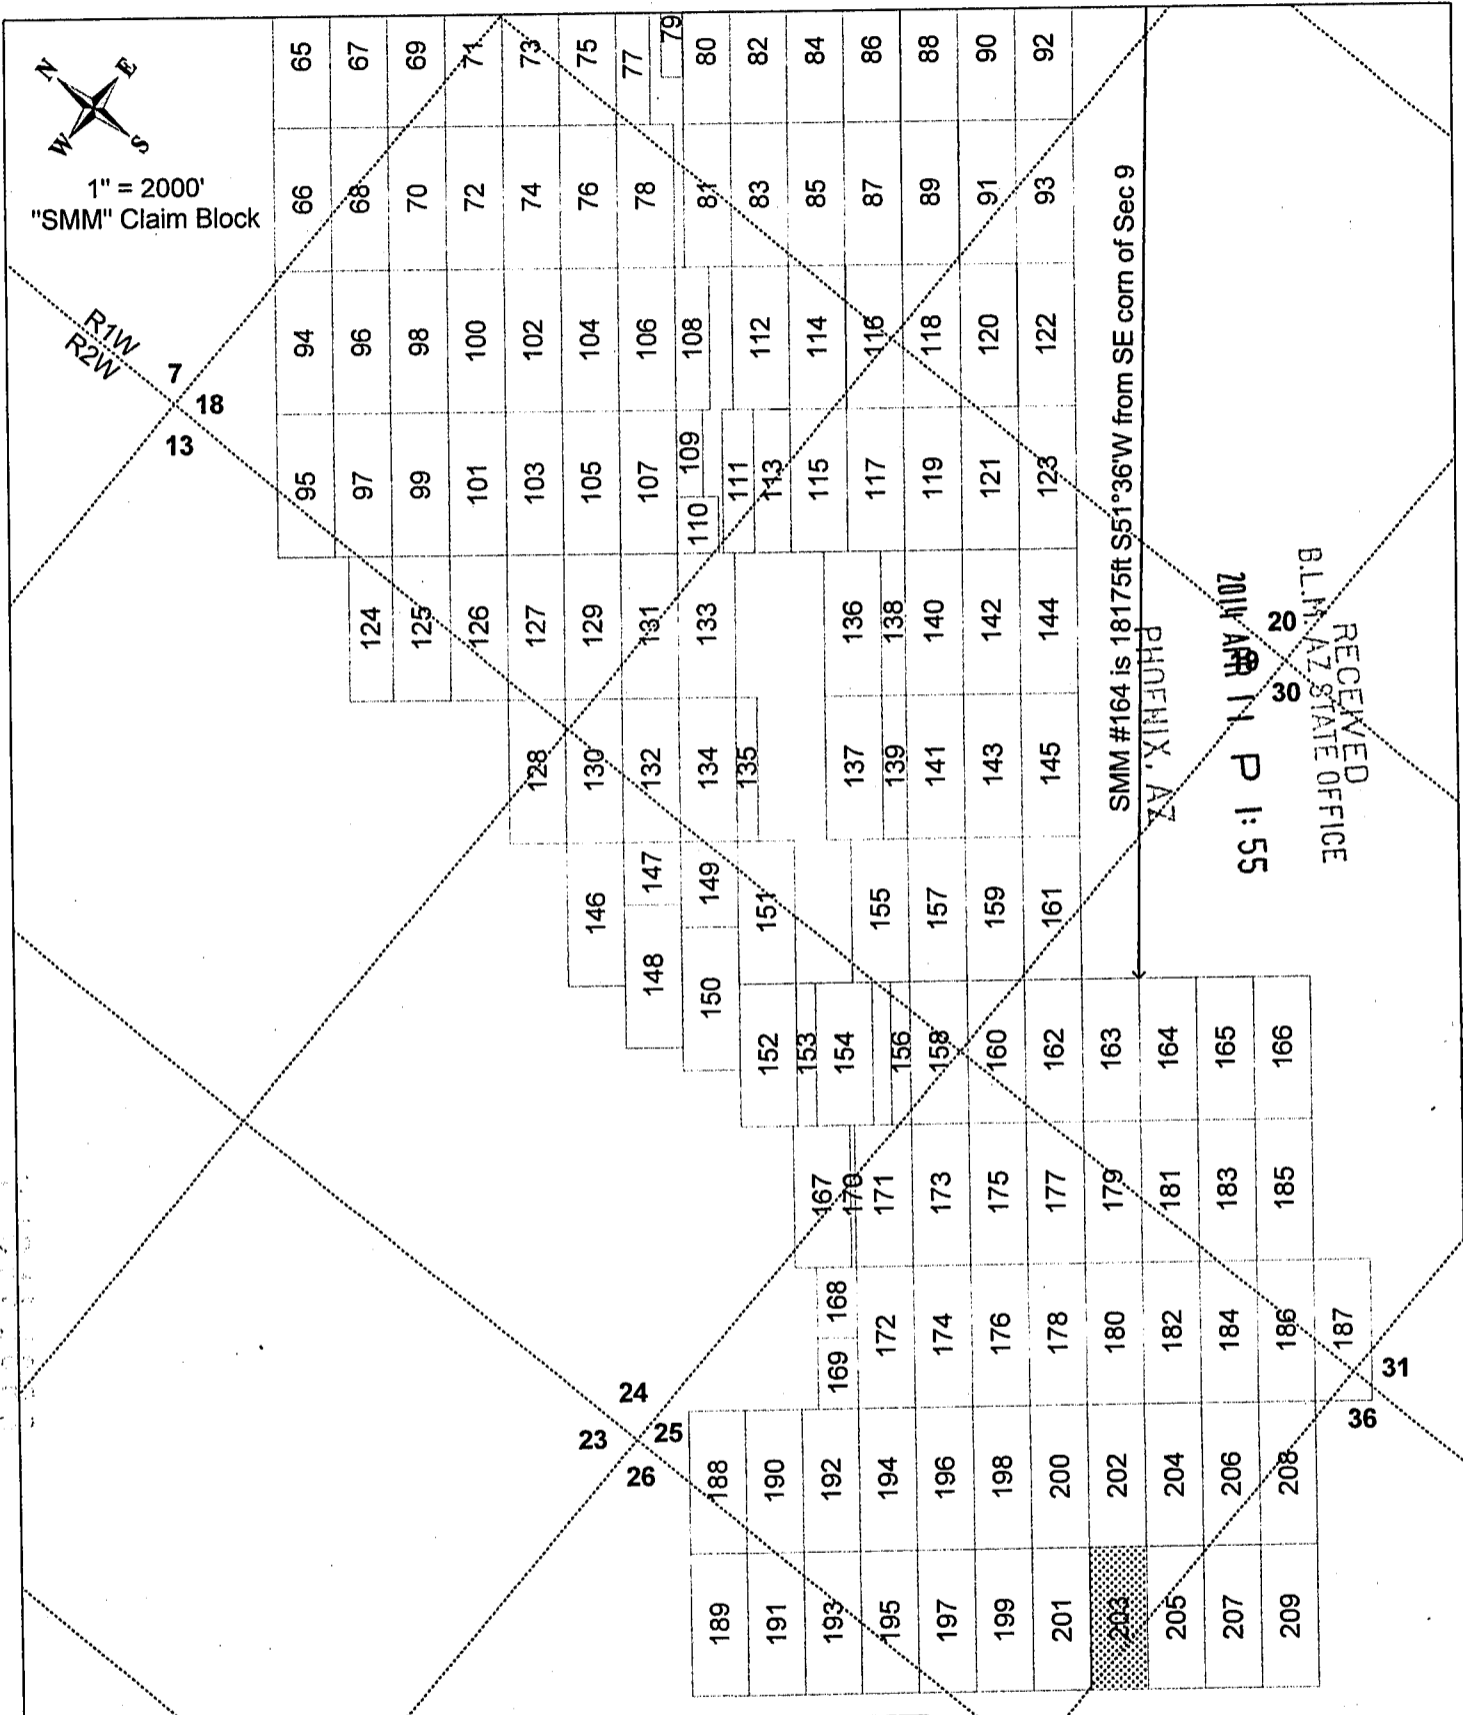 N E
W S
1" = 2000'
"SMM" Claim Block
R1W
R2W
7
18
13
65 67 69 71 73 75 77 79 80 82 84 86 88 90 92
66 68 70 72 74 76 78 81 83 85 87 89 91 93
94 96 98 100 102 104 106 108 112 114 116 118 120 122
95 97 99 101 103 105 107 109 110 111 113 115 117 119 121 123
124 125 126 127 129 131 133 136 138 140 142 144
128 130 132 134 135 137 139 141 143 145
146 147 149 151 155 157 159 161
148 150
152 153 154 156 158 160 162 163 164 165 166
167 170 171 173 175 177 179 181 183 185
168 169 172 174 176 178 180 182 184 186 187
188 190 192 194 196 198 200 202 204 206 208
189 191 193 195 197 199 201 203 205 207 209
SMM #164 is 18175ft S51°36'W from SE corn of Sec 9
RECEIVED
B.L.M. AZ STATE OFFICE
2014 APR 11 P 1:55
PHOENIX, AZ
20
19
30
24
23
25
26
31
36